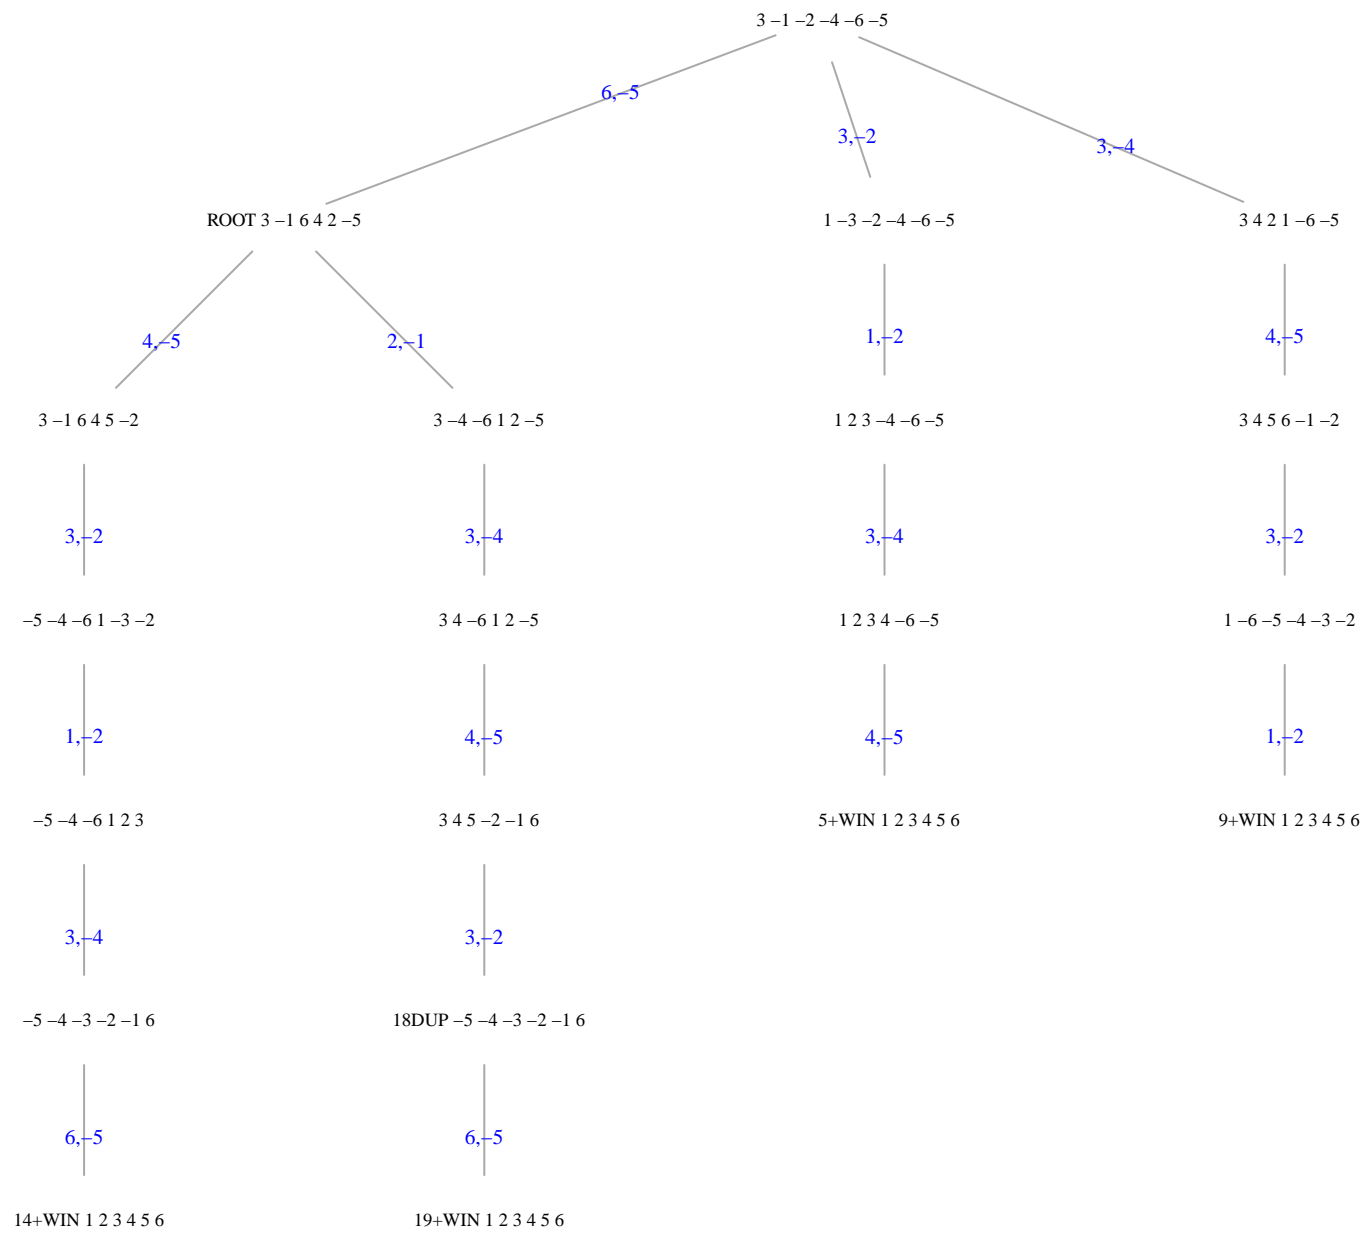 3 –1 –2 –4 –6 –5
6,–5
3,–2
3,–4
ROOT 3 –1 6 4 2 –5
1 –3 –2 –4 –6 –5
3 4 2 1 –6 –5
4,–5
2,–1
1,–2
4,–5
3 –1 6 4 5 –2
3 –4 –6 1 2 –5
1 2 3 –4 –6 –5
3 4 5 6 –1 –2
3,–2
3,–4
3,–4
3,–2
–5 –4 –6 1 –3 –2
3 4 –6 1 2 –5
1 2 3 4 –6 –5
1 –6 –5 –4 –3 –2
1,–2
4,–5
4,–5
1,–2
–5 –4 –6 1 2 3
3 4 5 –2 –1 6
5+WIN 1 2 3 4 5 6
9+WIN 1 2 3 4 5 6
3,–4
3,–2
–5 –4 –3 –2 –1 6
18DUP –5 –4 –3 –2 –1 6
6,–5
6,–5
14+WIN 1 2 3 4 5 6
19+WIN 1 2 3 4 5 6